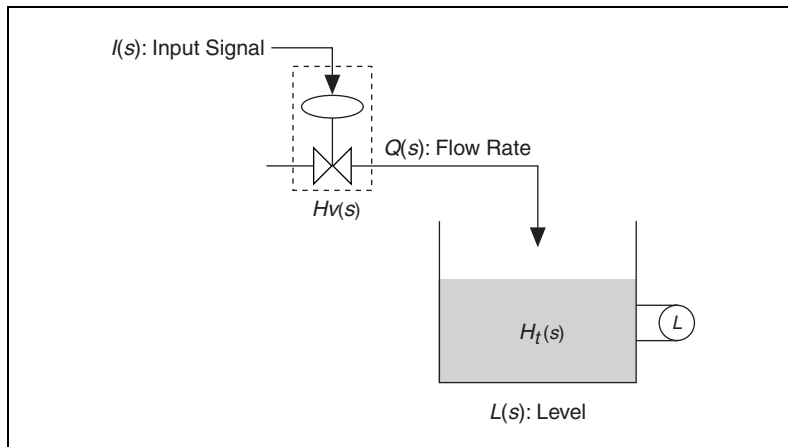 I(s): Input Signal
Q(s): Flow Rate
Hv(s)
Ht(s)
L
L(s): Level